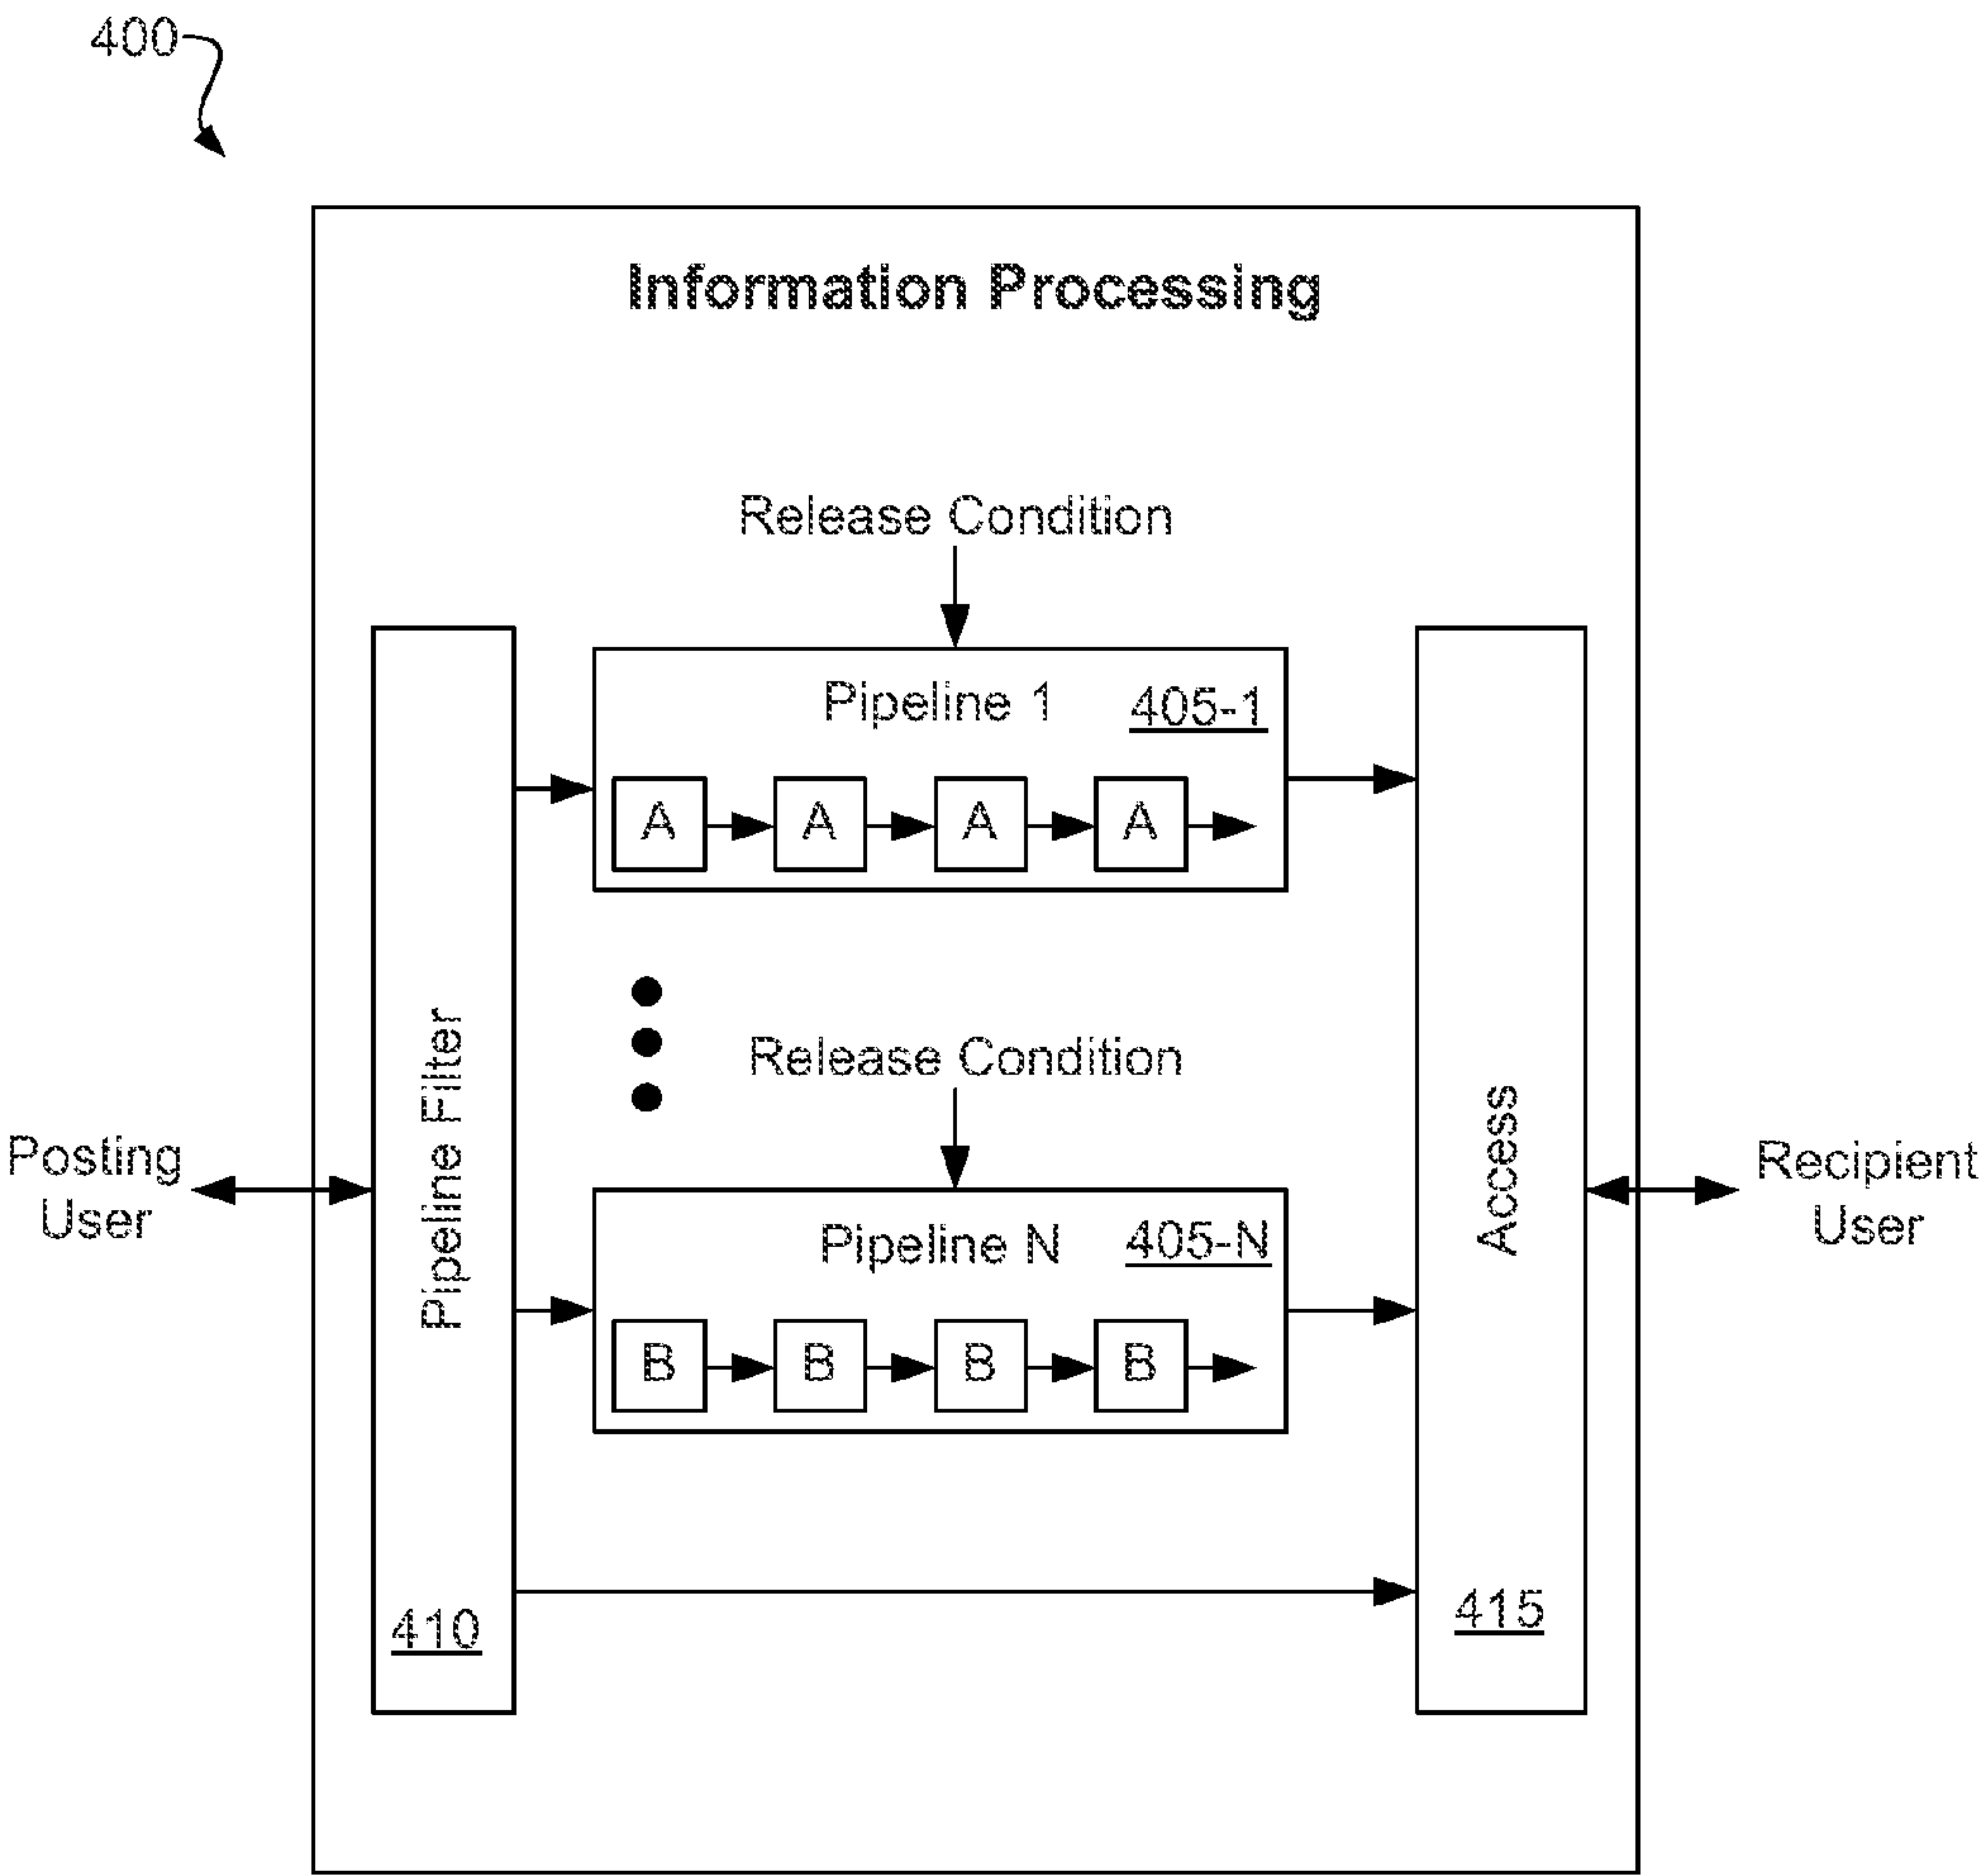 400
Information Processing
Release Condition
Pipeline 1
405-1
A A A A
Release Condition
Pipeline Filter
Posting
User
Pipeline N
405-N
B B B B
Access
Recipient
User
410
415